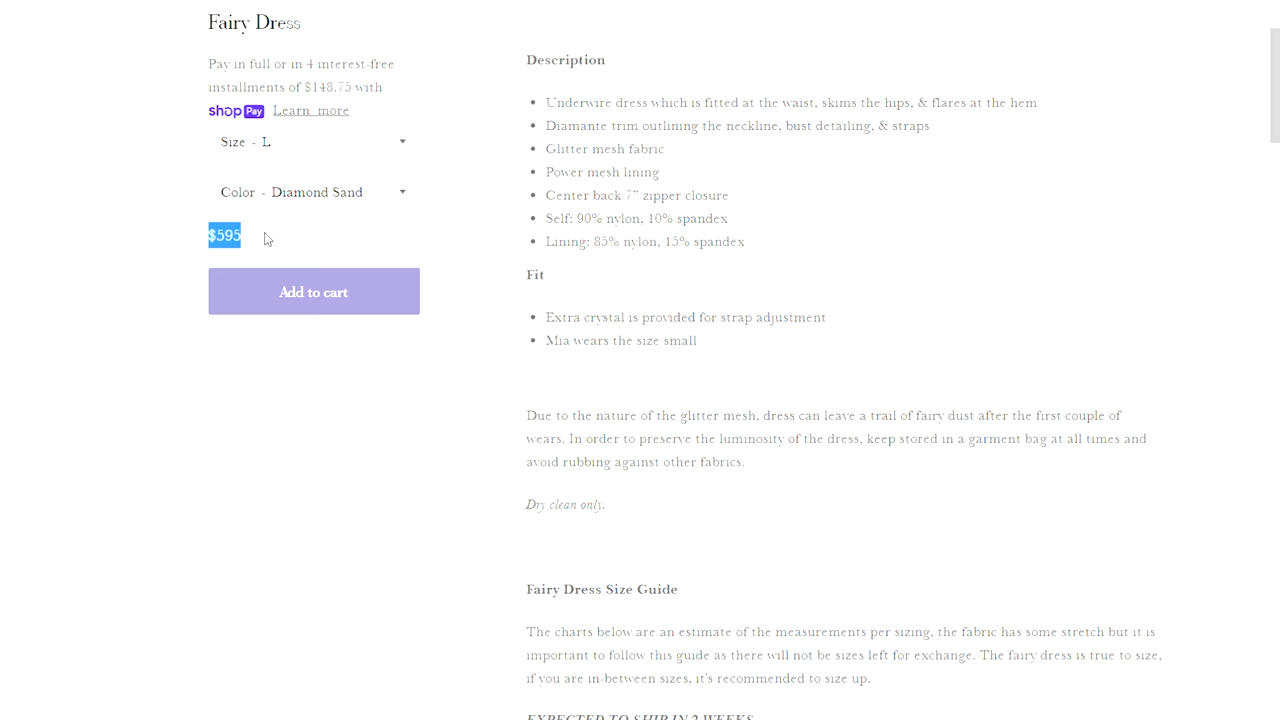 Fairy Dress
Pay in full or in 4 interest-free
installments of $148.75 with
shop Pay Learn more
Size - L
Color - Diamond Sand
$595
Add to cart
Description
• Underwire dress which is fitted at the waist, skims the hips, & flares at the hem
• Diamante trim outlining the neckline, bust detailing, & straps
• Glitter mesh fabric
• Power mesh lining
• Center back 7” zipper closure
• Self: 90% nylon, 10% spandex
• Lining: 85% nylon, 15% spandex
Fit
• Extra crystal is provided for strap adjustment
• Mia wears the size small
Due to the nature of the glitter mesh, dress can leave a trail of fairy dust after the first couple of
wears. In order to preserve the luminosity of the dress, keep stored in a garment bag at all times and
avoid rubbing against other fabrics.
Dry clean only.
Fairy Dress Size Guide
The charts below are an estimate of the measurements per sizing, the fabric has some stretch but it is
important to follow this guide as there will not be sizes left for exchange. The fairy dress is true to size,
if you are in-between sizes, it's recommended to size up.
EXPECTED TO SHIP IN 2 WEEKS